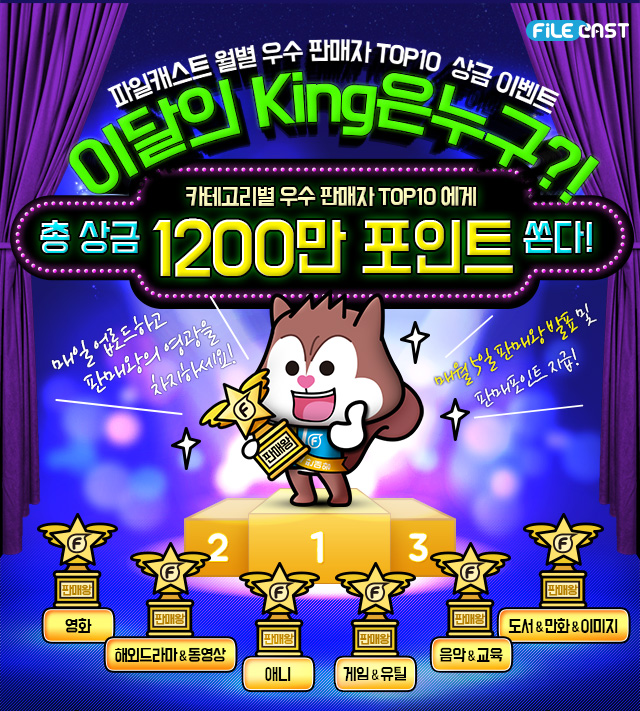 FiLECAST
파일캐스트 월별 우수 판매자 TOP10 상금 이벤트
이달의 King은 누구?!
카테고리별 우수 판매자 TOP10 에게
총 상금 1200만 포인트 쏜다!
매일 업로드하고
판매왕의 영광을
차지하세요!
매월 5일 판매왕 발표 및
판매포인트 지급!
판매왕
2 1 3
판매왕
판매왕
판매왕
판매왕
판매왕
판매왕
영화
해외드라마 & 동영상
애니
게임 & 유틸
음악 & 교육
도서 & 만화 & 이미지